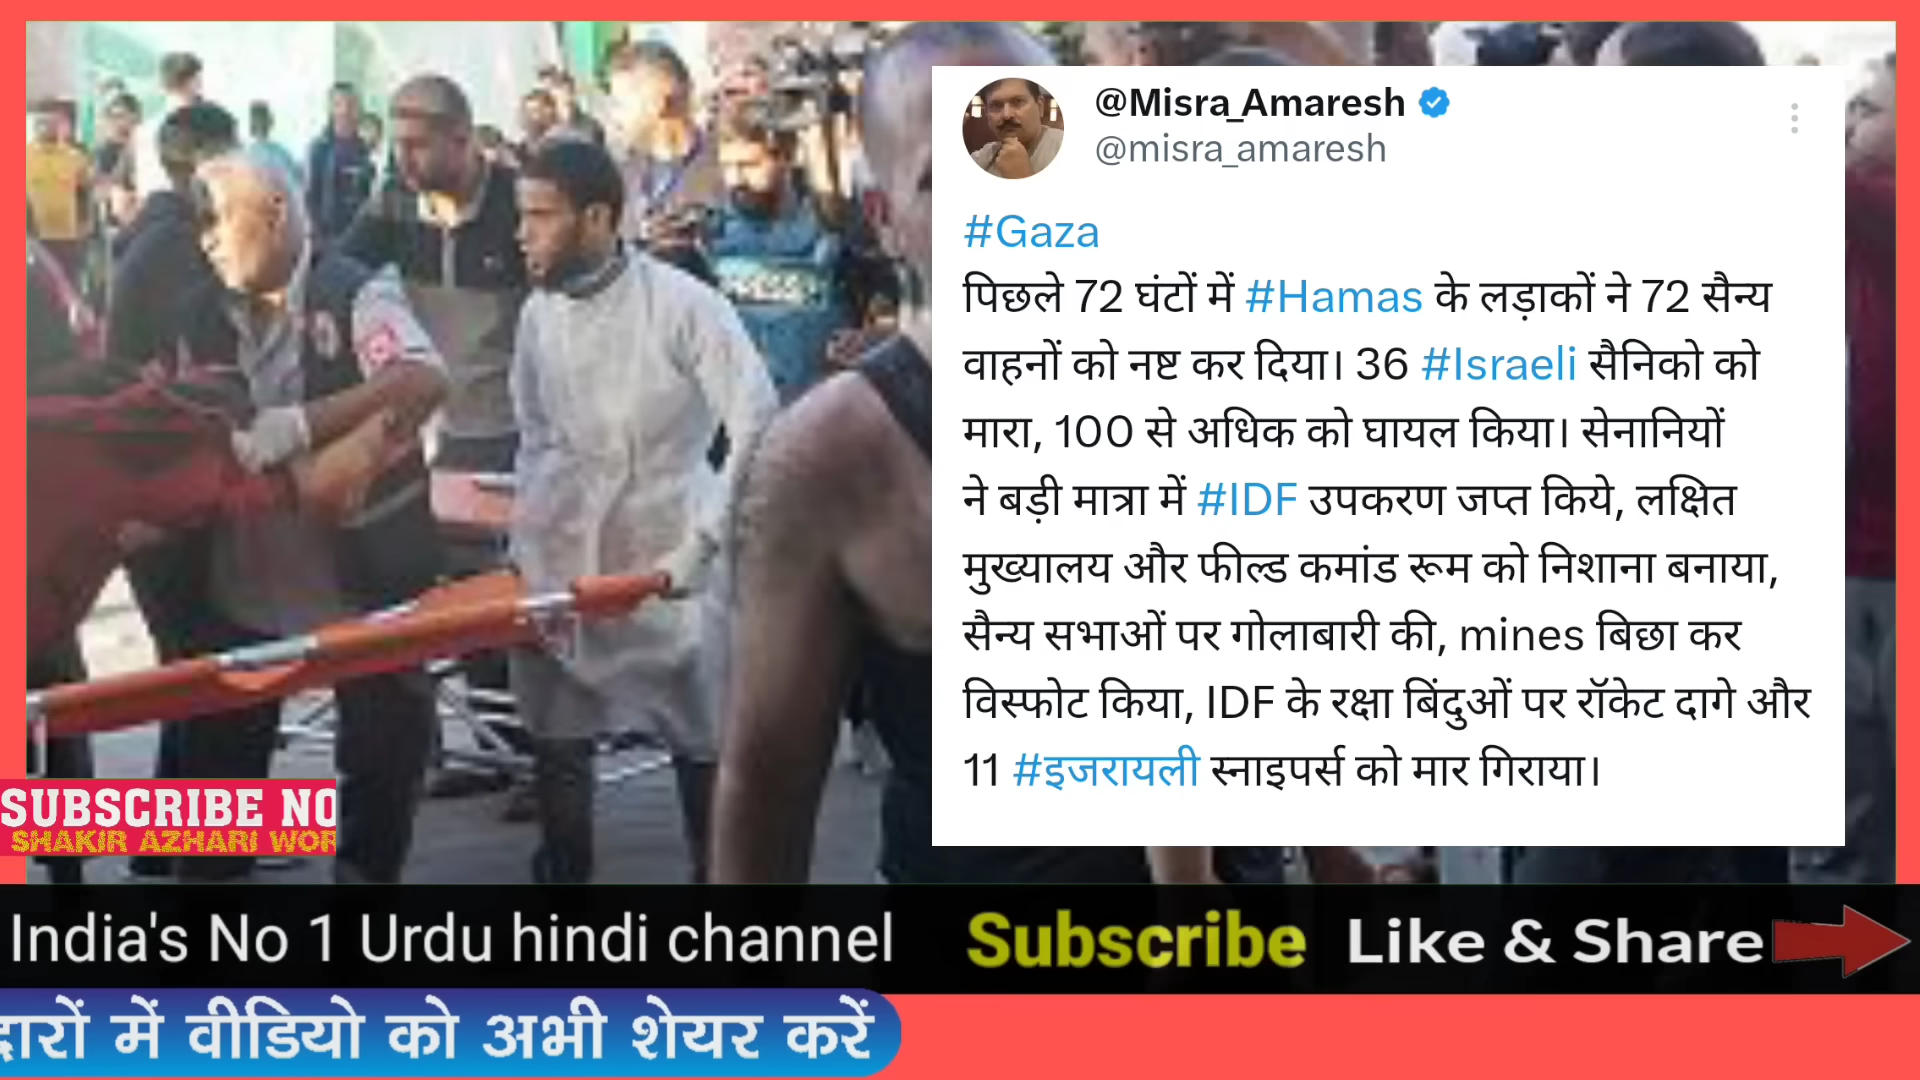 @Misra_Amaresh
@misra_amaresh
#Gaza
पिछले 72 घंटों में #Hamas के लड़ाकों ने 72 सैन्य
वाहनों को नष्ट कर दिया। 36 #Israeli सैनिको को
मारा, 100 से अधिक को घायल किया। सेनानियों
ने बड़ी मात्रा में #IDF उपकरण जप्त किये, लक्षित
मुख्यालय और फील्ड कमांड रूम को निशाना बनाया,
सैन्य सभाओं पर गोलाबारी की, mines बिछा कर
विस्फोट किया, IDF के रक्षा बिंदुओं पर रॉकेट दागे और
11 #इजरायली स्नाइपर्स को मार गिराया।
SUBSCRIBE NO
SHAKIR AZHARI WOR
India's No 1 Urdu hindi channel Subscribe Like & Share
में वीडियो को अभी शेयर करें